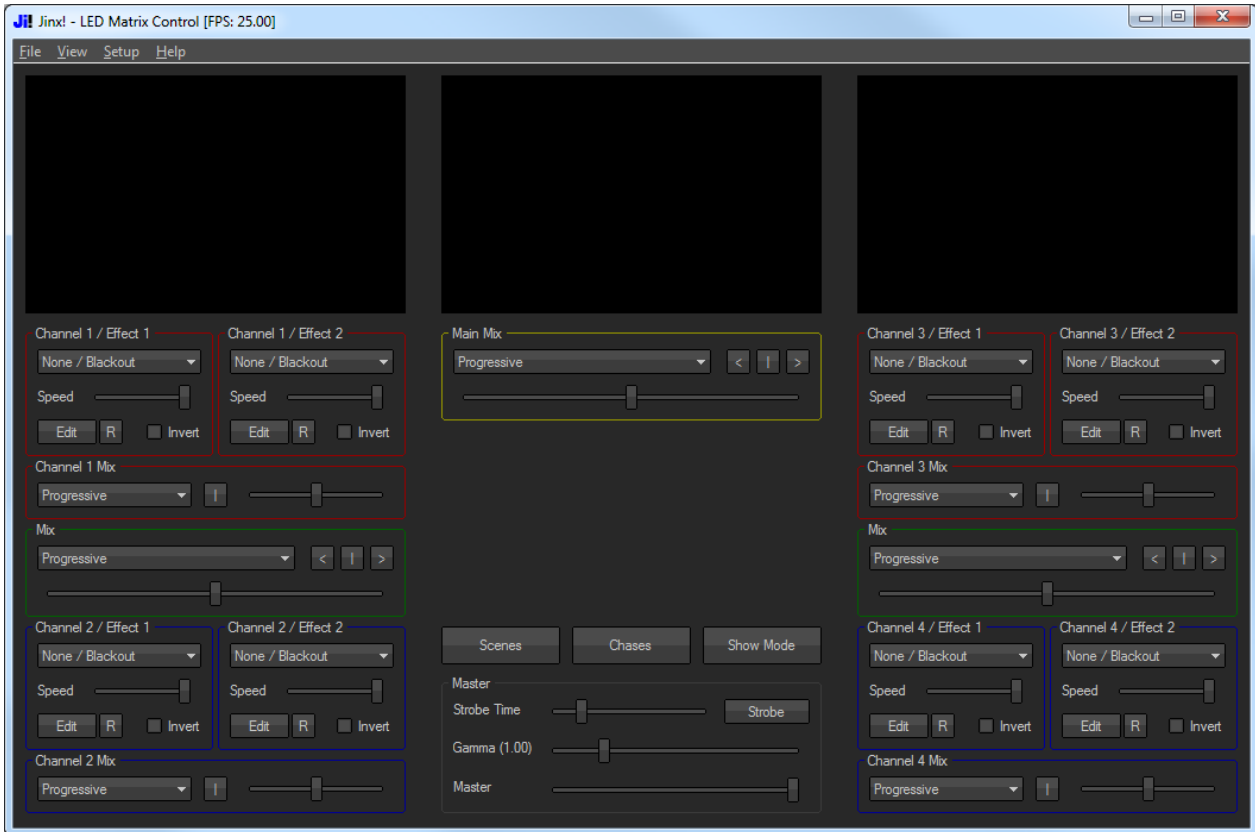 Ji! Jinx! - LED Matrix Control [FPS: 25.00]
File View Setup Help
Channel 1 / Effect 1
None / Blackout
Speed
Edit R Invert
Channel 1 / Effect 2
None / Blackout
Speed
Edit R Invert
Channel 1 Mix
Progressive I
Mix
Progressive < I >
Channel 2 / Effect 1
None / Blackout
Speed
Edit R Invert
Channel 2 / Effect 2
None / Blackout
Speed
Edit R Invert
Channel 2 Mix
Progressive I
Main Mix
Progressive < I >
Scenes Chases Show Mode
Master
Strobe Time Strobe
Gamma (1.00)
Master
Channel 3 / Effect 1
None / Blackout
Speed
Edit R Invert
Channel 3 / Effect 2
None / Blackout
Speed
Edit R Invert
Channel 3 Mix
Progressive I
Mix
Progressive < I >
Channel 4 / Effect 1
None / Blackout
Speed
Edit R Invert
Channel 4 / Effect 2
None / Blackout
Speed
Edit R Invert
Channel 4 Mix
Progressive I